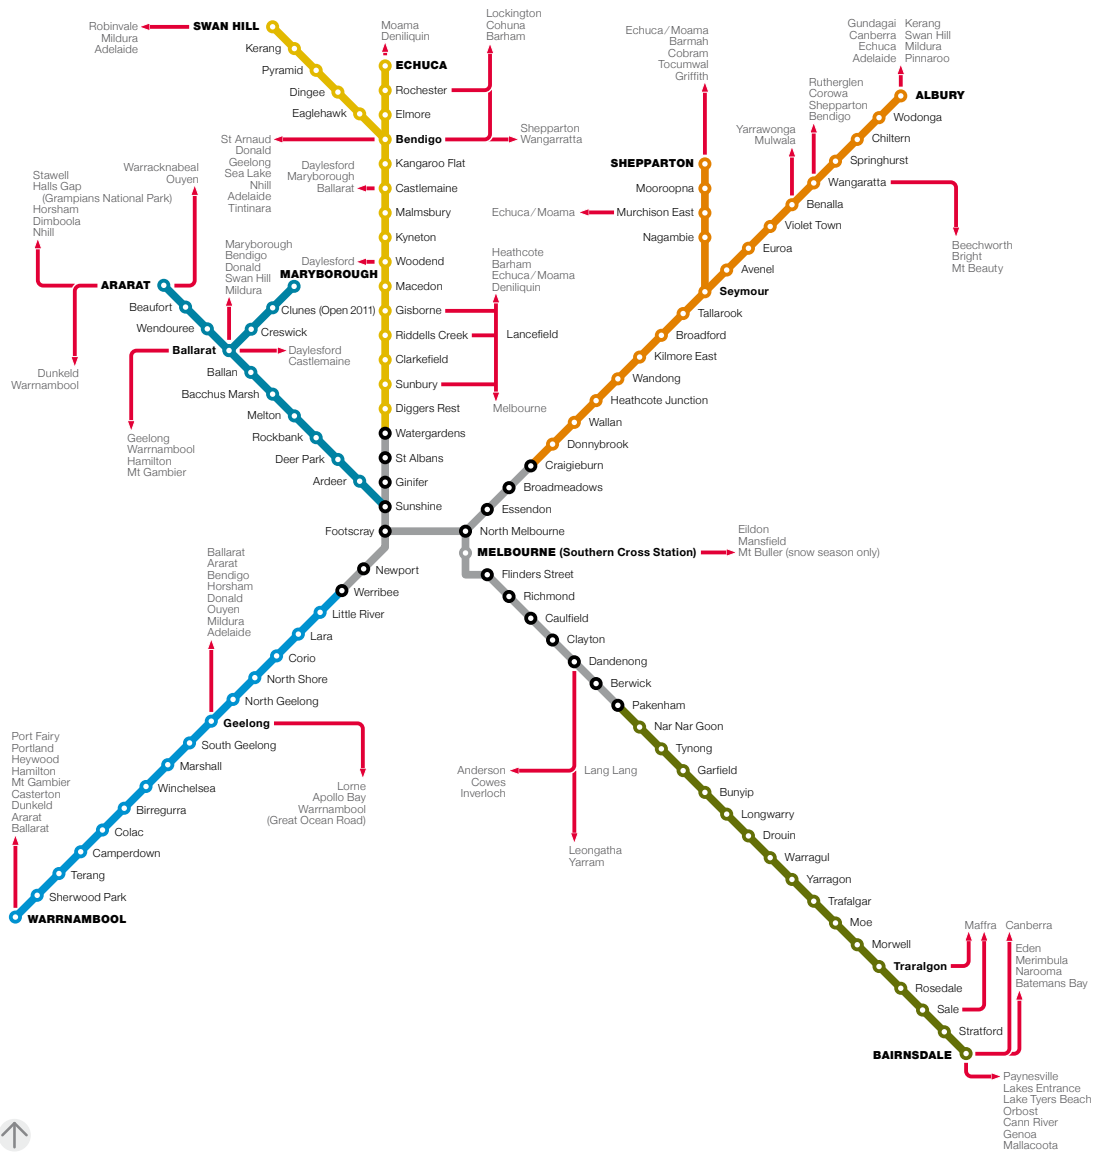 Robinvale
Mildura
Adelaide
SWAN HILL
Kerang
Pyramid
Dingee
Eaglehawk
Moama
Deniliquin
ECHUCA
Rochester
Elmore
Bendigo
Lockington
Cohuna
Barham
Shepparton
Wangarratta
St Arnaud
Donald
Geelong
Sea Lake
Nhill
Adelaide
Tintinara
Kangaroo Flat
Daylesford
Maryborough
Ballarat
Castlemaine
Malmsbury
Kyneton
Daylesford
Woodend
Macedon
Gisborne
Riddells Creek
Clarkefield
Sunbury
Diggers Rest
Watergardens
St Albans
Ginifer
Sunshine
Footscray
Heathcote
Barham
Echuca/Moama
Deniliquin
Lancefield
Melbourne
Stawell
Halls Gap
(Grampians National Park)
Horsham
Dimboola
Nhill
Warracknabeal
Ouyen
ARARAT
Beaufort
Wendouree
Ballarat
Dunkeld
Warrnambool
Maryborough
Bendigo
Donald
Swan Hill
Mildura
MARYBOROUGH
Clunes (Open 2011)
Creswick
Daylesford
Castlemaine
Geelong
Warrnambool
Hamilton
Mt Gambier
Ballan
Bacchus Marsh
Melton
Rockbank
Deer Park
Ardeer
Echuca/Moama
Barmah
Cobram
Tocumwal
Griffith
SHEPPARTON
Mooroopna
Echuca/Moama
Murchison East
Nagambie
Gundagai
Canberra
Echuca
Adelaide
Kerang
Swan Hill
Mildura
Pinnaroo
ALBURY
Wodonga
Chiltern
Springhurst
Rutherglen
Corowa
Shepparton
Bendigo
Wangaratta
Beechworth
Bright
Mt Beauty
Yarrawonga
Mulwala
Benalla
Violet Town
Euroa
Avenel
Seymour
Tallarook
Broadford
Kilmore East
Wandong
Heathcote Junction
Wallan
Donnybrook
Craigieburn
Broadmeadows
Essendon
North Melbourne
MELBOURNE (Southern Cross Station)
Eildon
Mansfield
Mt Buller (snow season only)
Flinders Street
Richmond
Caulfield
Clayton
Dandenong
Berwick
Pakenham
Anderson
Cowes
Inverloch
Lang Lang
Leongatha
Yarram
Nar Nar Goon
Tynong
Garfield
Bunyip
Longwarry
Drouin
Warragul
Yarragon
Trafalgar
Moe
Morwell
Traralgon
Rosedale
Sale
Stratford
BAIRNSDALE
Maffra
Canberra
Eden
Merimbula
Narooma
Batemans Bay
Paynesville
Lakes Entrance
Lake Tyers Beach
Orbost
Cann River
Genoa
Mallacoota
Newport
Werribee
Little River
Lara
Corio
North Shore
North Geelong
Ballarat
Ararat
Bendigo
Horsham
Donald
Ouyen
Mildura
Adelaide
Geelong
Lorne
Apollo Bay
Warrnambool
(Great Ocean Road)
South Geelong
Marshall
Winchelsea
Birregurra
Colac
Camperdown
Terang
Sherwood Park
WARRNAMBOOL
Port Fairy
Portland
Heywood
Hamilton
Mt Gambier
Casterton
Dunkeld
Ararat
Ballarat